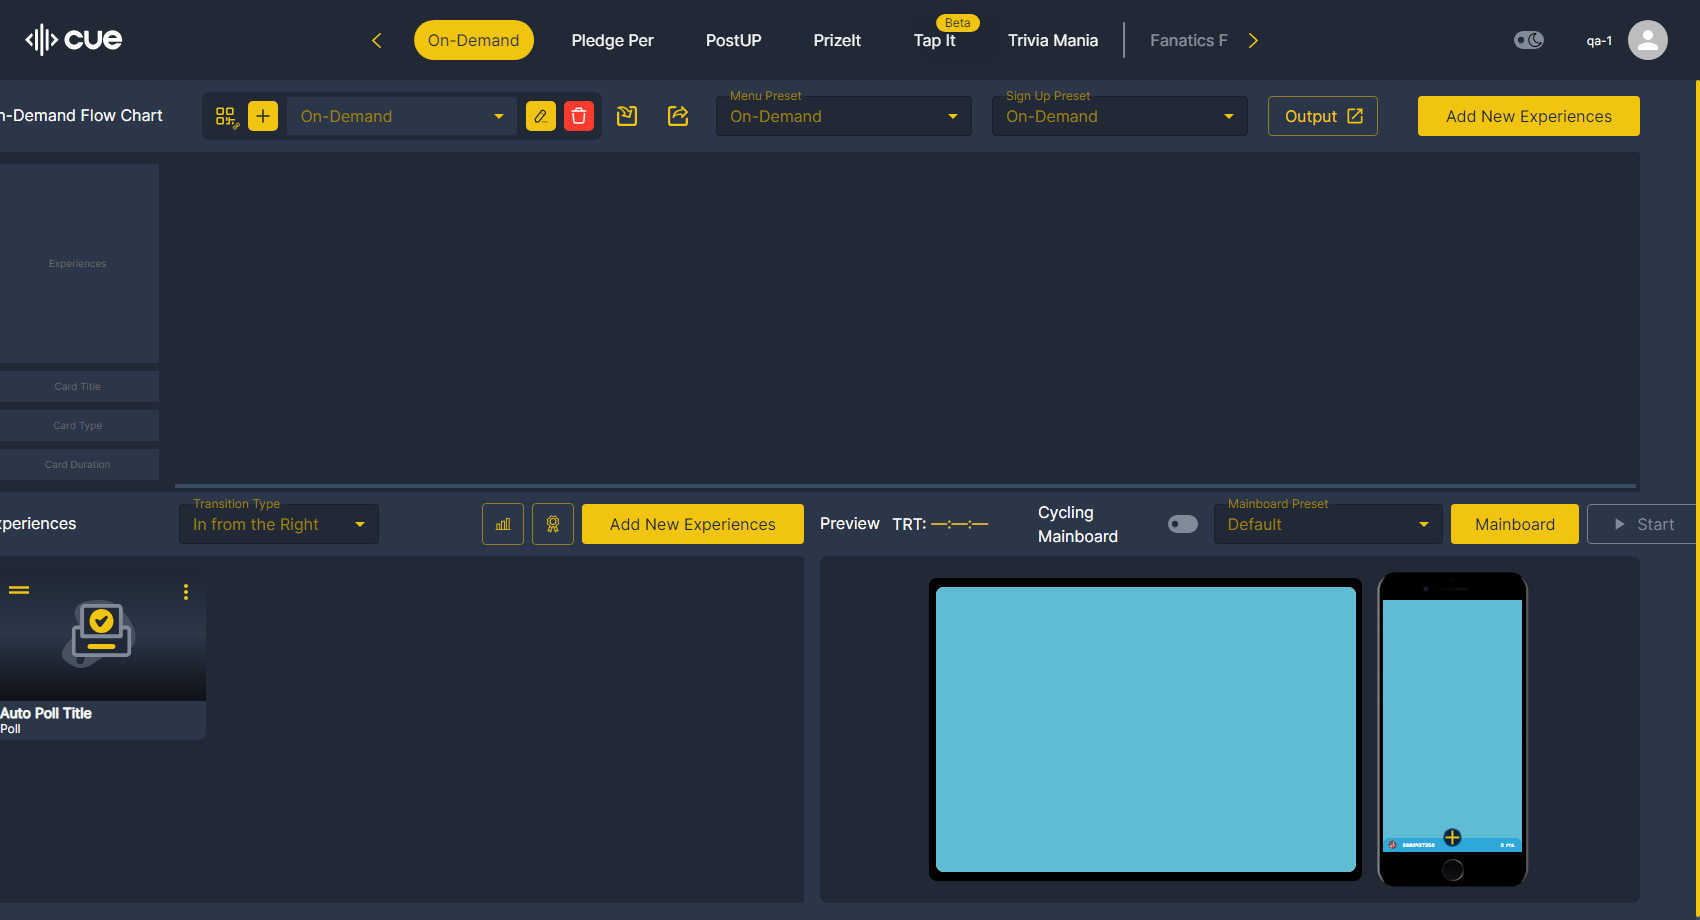 cue
On-Demand
Pledge Per
PostUP
PrizeIt
Beta
Tap It
Trivia Mania
Fanatics F
qa-1
n-Demand Flow Chart
On-Demand
Menu Preset
On-Demand
Sign Up Preset
On-Demand
Output
Add New Experiences
Experiences
Card Title
Card Type
Card Duration
xperiences
Transition Type
In from the Right
Add New Experiences
Preview
TRT: —:—:—
Cycling
Mainboard
Mainboard Preset
Default
Mainboard
Start
Auto Poll Title
Poll
0 PTS.